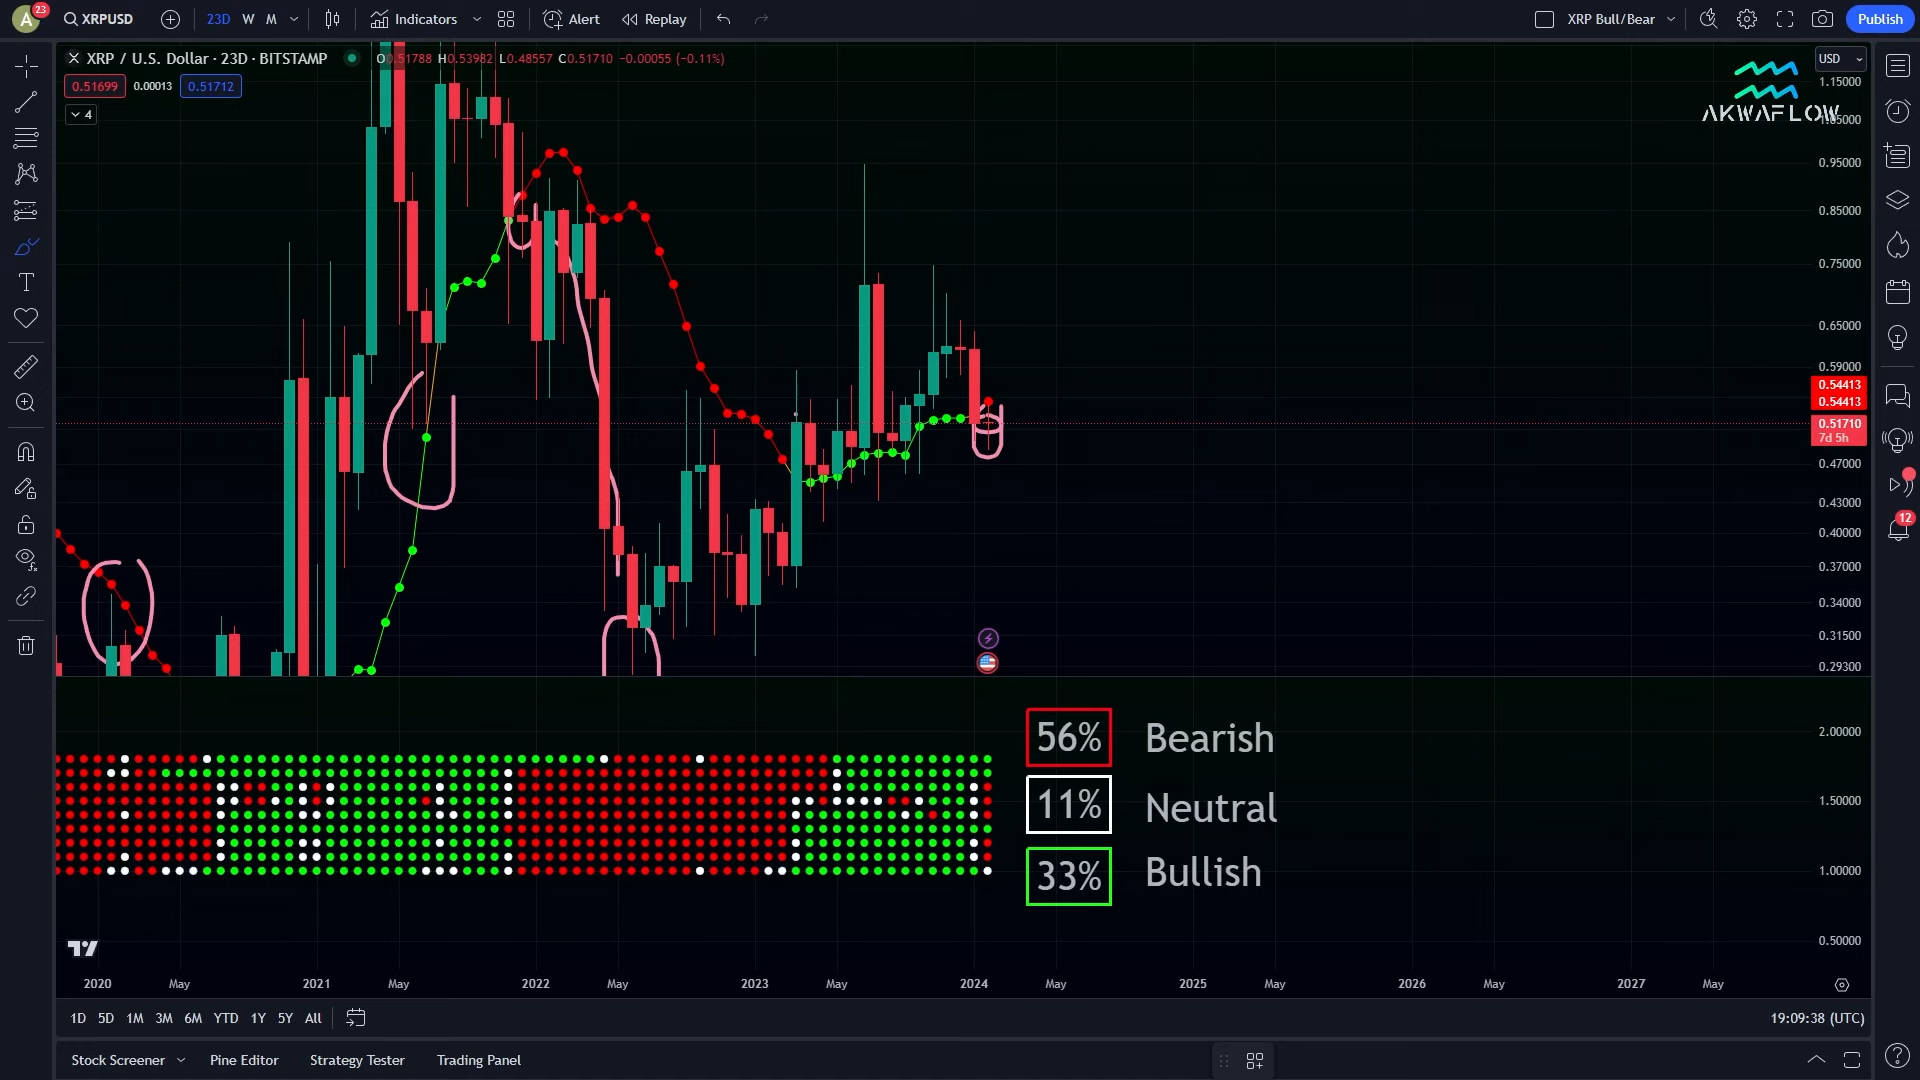 A
23
XRPUSD
23D
W
M
Indicators
Alert
Replay
XRP Bull/Bear
Publish
XRP / U.S. Dollar · 23D · BITSTAMP
O0.51788 H0.53982 L0.48557 C0.51710 −0.00055 (−0.11%)
0.51699
0.00013
0.51712
4
USD
AKWAFLOW
1.15000
1.05000
0.95000
0.85000
0.75000
0.65000
0.59000
0.54413
0.54413
0.51710
7d 5h
0.47000
0.43000
0.40000
0.37000
0.34000
0.31500
0.29300
12
56%
Bearish
11%
Neutral
33%
Bullish
2.00000
1.50000
1.00000
0.50000
2020
May
2021
May
2022
May
2023
May
2024
May
2025
May
2026
May
2027
May
1D
5D
1M
3M
6M
YTD
1Y
5Y
All
19:09:38 (UTC)
Stock Screener
Pine Editor
Strategy Tester
Trading Panel